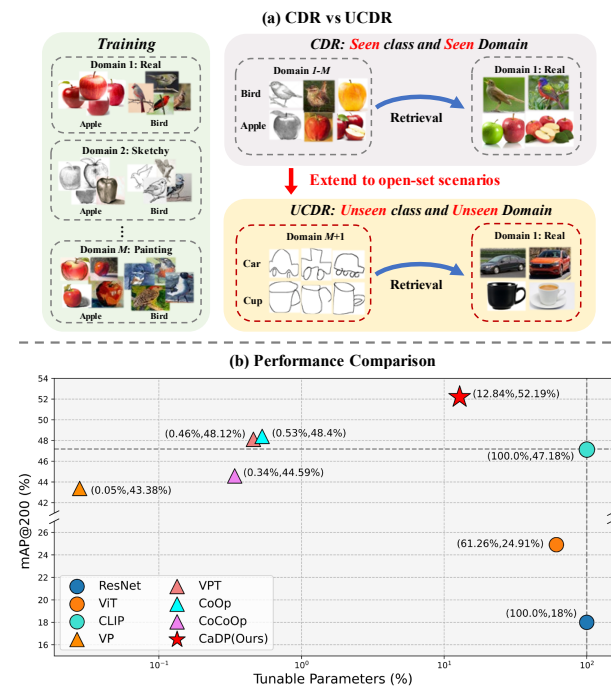 (a) CDR vs UCDR
Training
Domain 1: Real
Apple Bird
Domain 2: Sketchy
Apple Bird
⋮
Domain M: Painting
Apple Bird
CDR: Seen class and Seen Domain
Domain 1-M
Bird
Apple
Retrieval
Domain 1: Real
Extend to open-set scenarios
UCDR: Unseen class and Unseen Domain
Domain M+1
Car
Cup
Retrieval
Domain 1: Real
(b) Performance Comparison
mAP@200 (%)
54
52
50
48
46
44
42
26
24
22
20
18
16
(12.84%,52.19%)
(0.46%,48.12%)
(0.53%,48.4%)
(100.0%,47.18%)
(0.34%,44.59%)
(0.05%,43.38%)
(61.26%,24.91%)
(100.0%,18%)
ResNet
ViT
CLIP
VP
VPT
CoOp
CoCoOp
CaDP(Ours)
10⁻¹ 10⁰ 10¹ 10²
Tunable Parameters (%)